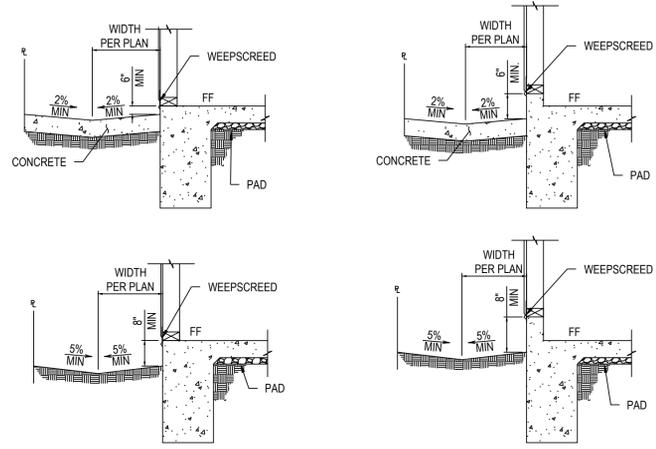 WIDTH
PER PLAN
WEEPSCREED
℄
6"
MIN
2%
MIN
2%
MIN
FF
CONCRETE
PAD
WIDTH
PER PLAN
WEEPSCREED
℄
6"
MIN.
2%
MIN
2%
MIN
FF
CONCRETE
PAD
WIDTH
PER PLAN
WEEPSCREED
℄
8"
MIN
5%
MIN
5%
MIN
FF
PAD
WIDTH
PER PLAN
WEEPSCREED
℄
8"
MIN
5%
MIN
5%
MIN
FF
PAD